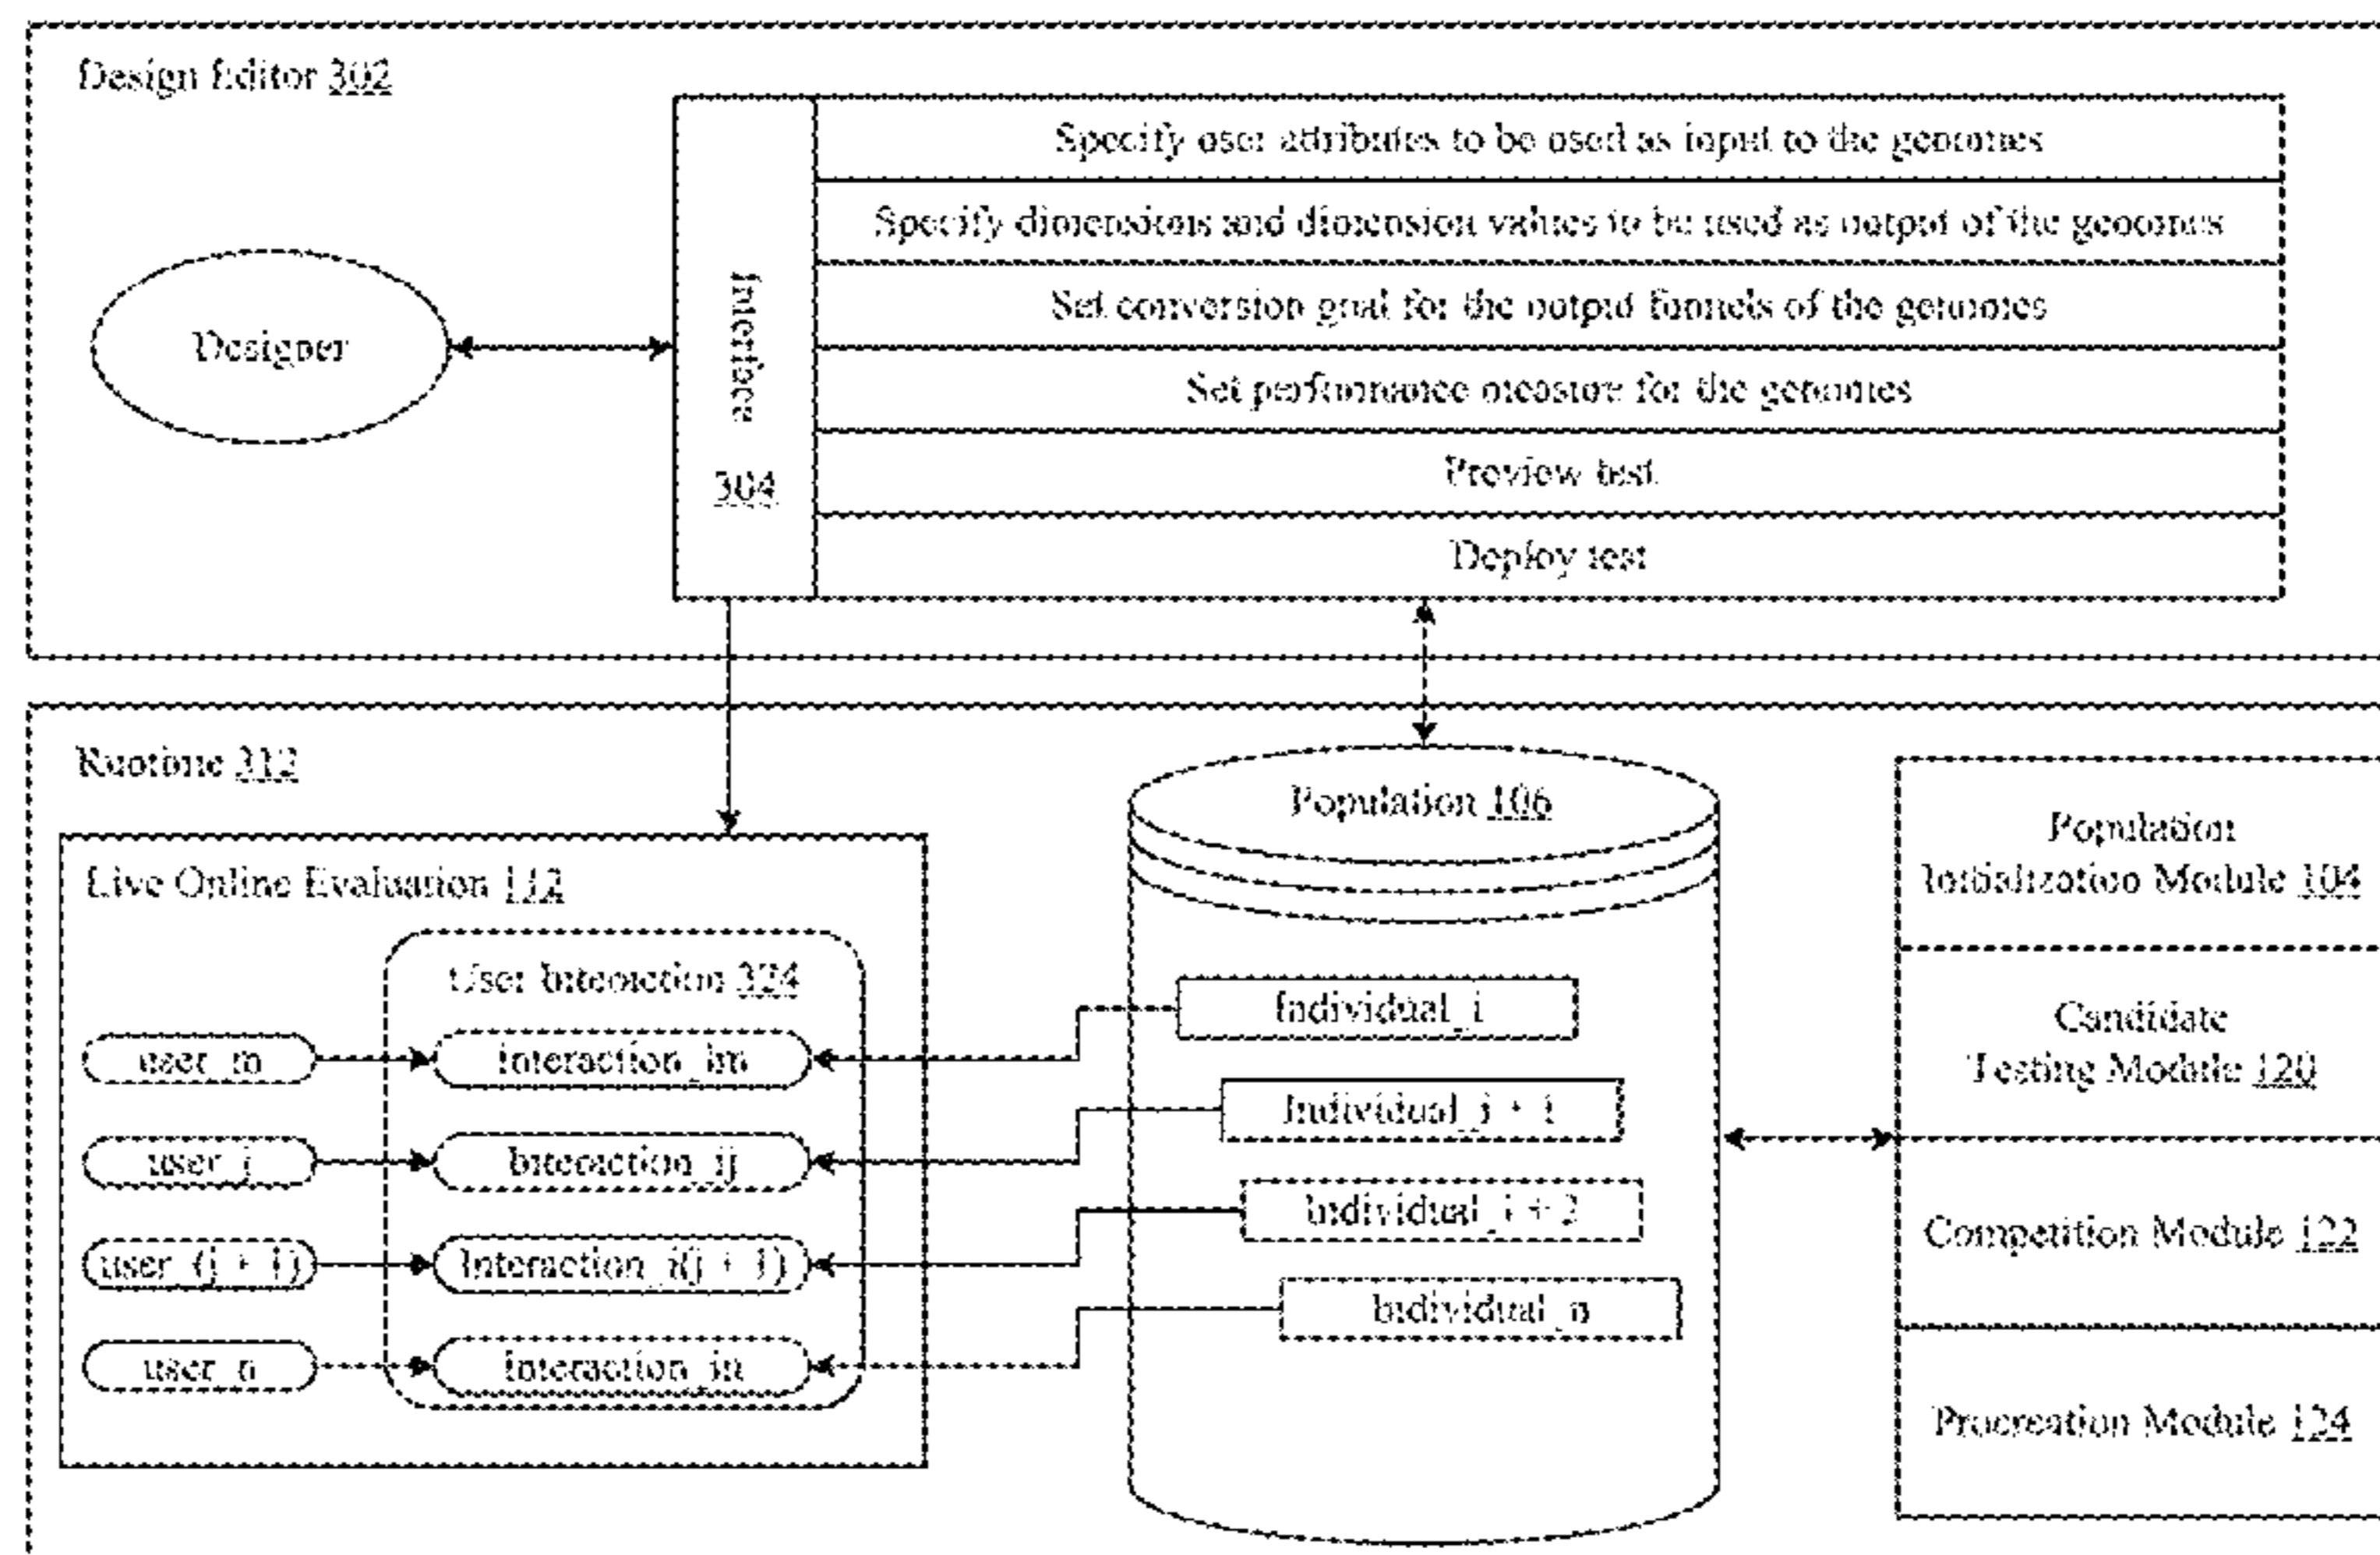 Design Editor 302
Specify user attributes to be used as input to the genomes
Specify dimensions and dimension values to be used as output of the genomes
Set conversion goal for the output funnels of the genomes
Set performance measure for the genomes
Preview test
Deploy test
Designer
Interface
304
Runtime 312
Live Online Evaluation 112
User Interaction 324
user_m
Interaction_im
user_j
Interaction_ij
user_(j + 1)
Interaction_i(j + 1)
user_n
Interaction_in
Population 106
Individual_i
Individual_i + 1
Individual_i + 2
Individual_n
Population
Initialization Module 104
Candidate
Testing Module 120
Competition Module 122
Procreation Module 124